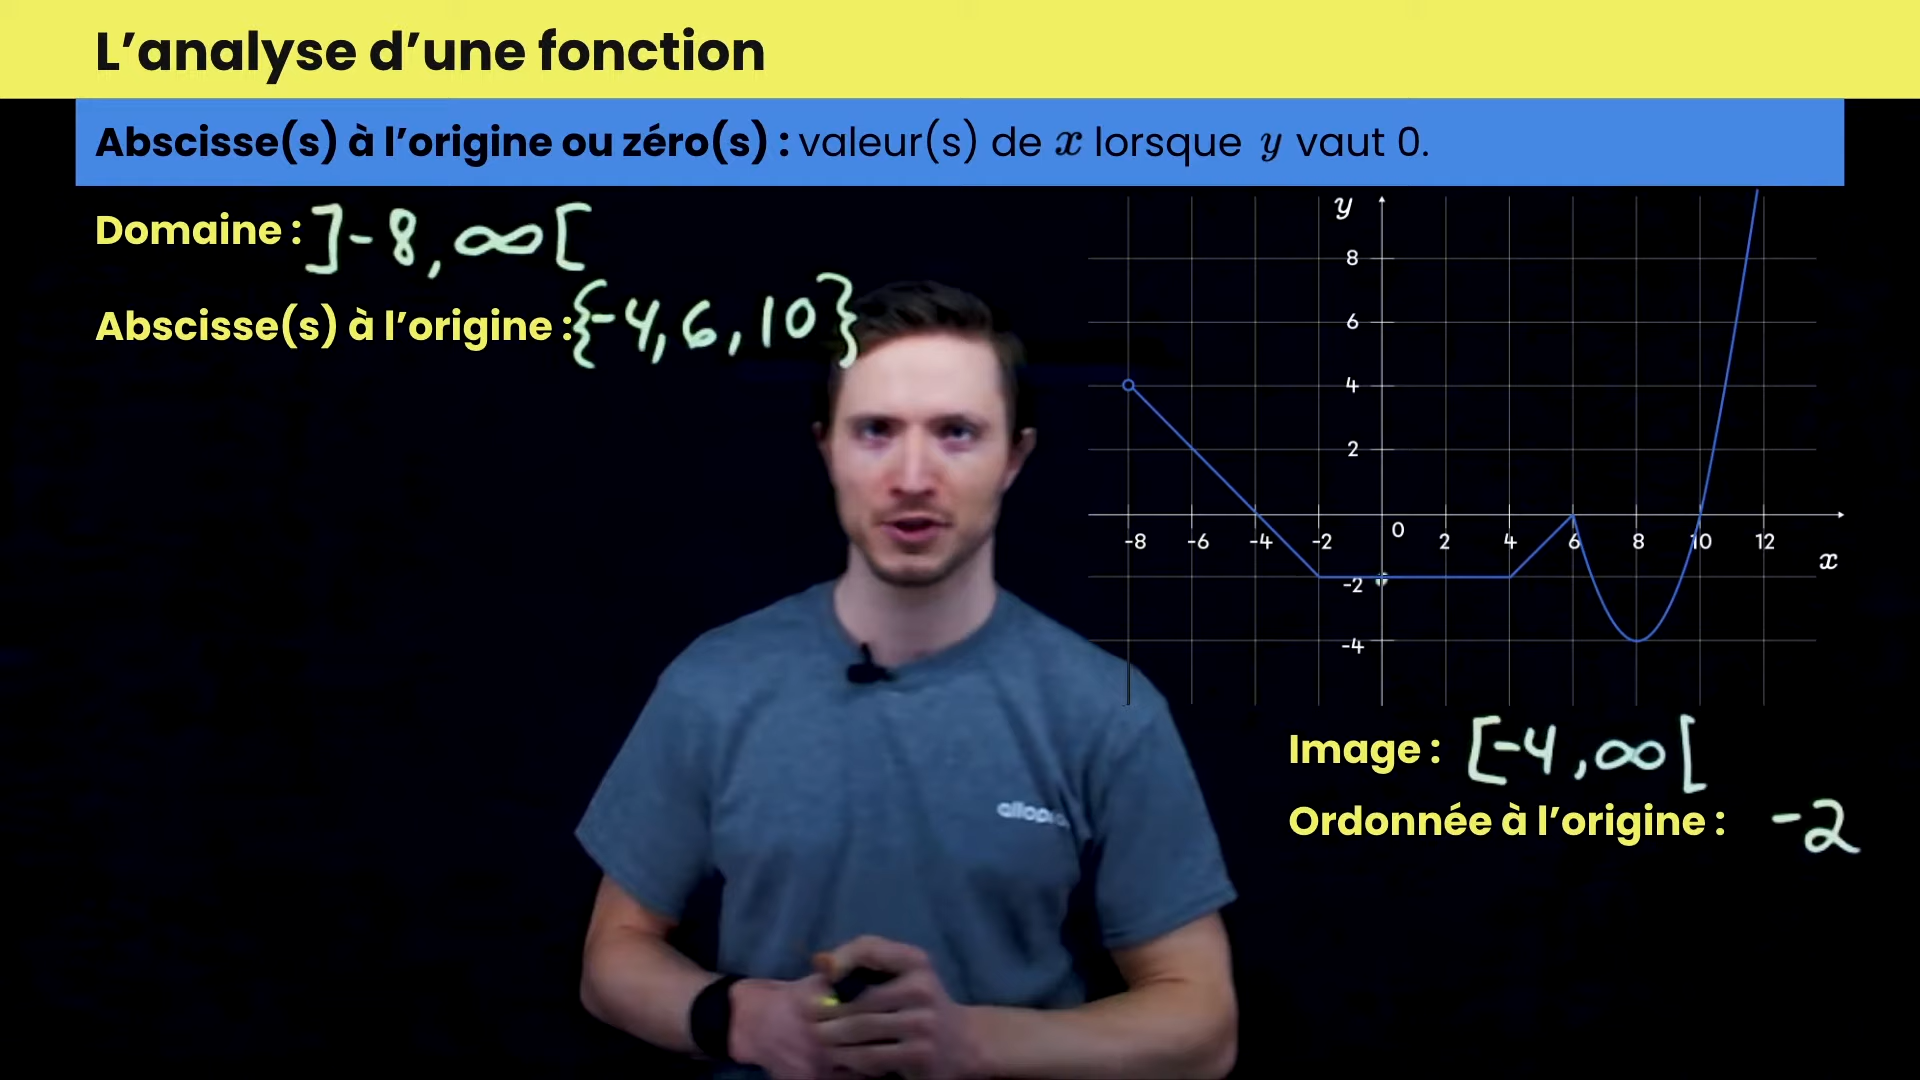 L’analyse d’une fonction
Abscisse(s) à l’origine ou zéro(s) : valeur(s) de x lorsque y vaut 0.
Domaine : ]-8, ∞[
Abscisse(s) à l’origine : {-4, 6, 10}
y
8
6
4
2
0
-8 -6 -4 -2 2 4 6 8 10 12
x
-2
-4
Image : [-4, ∞[
Ordonnée à l’origine : -2